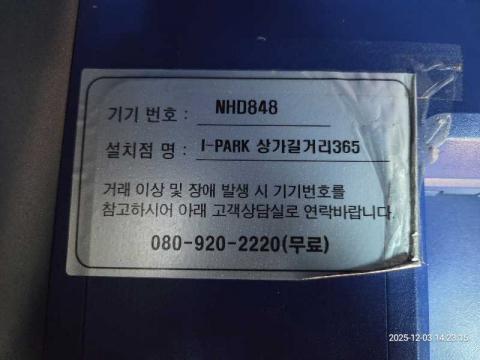 기기 번호 : NHD848
설치점 명 : I-PARK 상가길거리365
거래 이상 및 장애 발생 시 기기번호를
참고하시어 아래 고객상담실로 연락바랍니다.
080-920-2220(무료)
2025-12-03 14:23:15